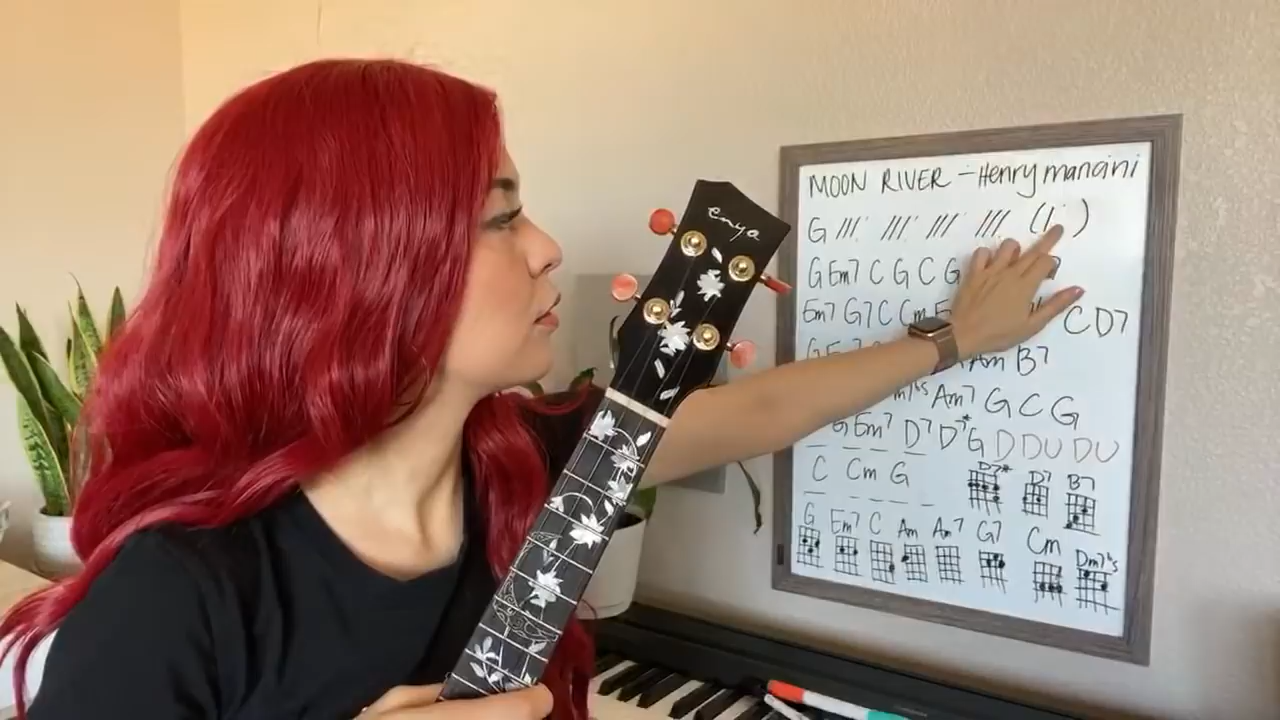 enya
MOON RIVER - Henry mancini
G /// /// /// ///
G Em7 C G C G
Em7 G7 C Cm C D7
Am B7
Am7 G C G
G Em7 D7 D7* G D DU DU
C Cm G
D7* D7 B7
G Em7 C Am Am7 G7 Cm Dm7b5